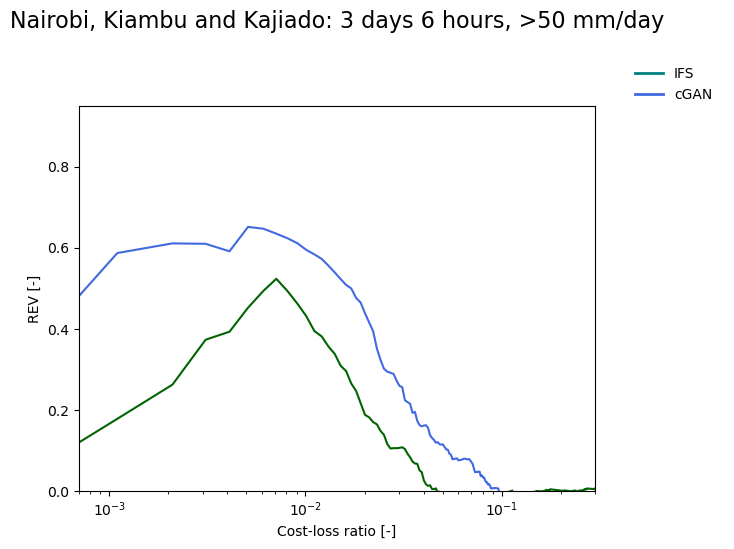 Nairobi, Kiambu and Kajiado: 3 days 6 hours, >50 mm/day
IFS
cGAN
0.8
0.6
0.4
0.2
0.0
REV [-]
10⁻³
10⁻²
10⁻¹
Cost-loss ratio [-]